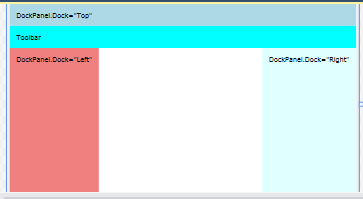 DockPanel.Dock="Top"
Toolbar
DockPanel.Dock="Left"
DockPanel.Dock="Right"